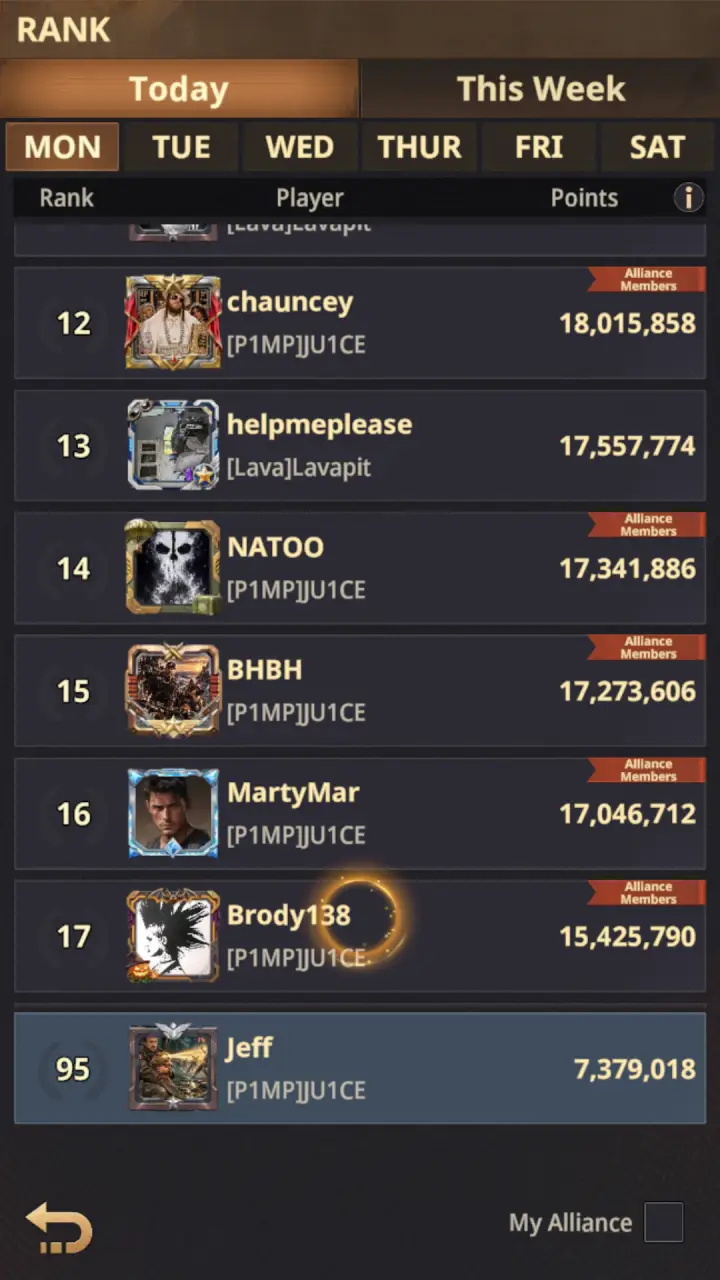 RANK
Today
This Week
MON
TUE
WED
THUR
FRI
SAT
Rank
Player
Points
i
[Lava]Lavapit
12
chauncey
[P1MP]JU1CE
Alliance
Members
18,015,858
13
helpmeplease
[Lava]Lavapit
17,557,774
14
NATOO
[P1MP]JU1CE
Alliance
Members
17,341,886
15
BHBH
[P1MP]JU1CE
Alliance
Members
17,273,606
16
MartyMar
[P1MP]JU1CE
Alliance
Members
17,046,712
17
Brody138
[P1MP]JU1CE
Alliance
Members
15,425,790
95
Jeff
[P1MP]JU1CE
7,379,018
My Alliance